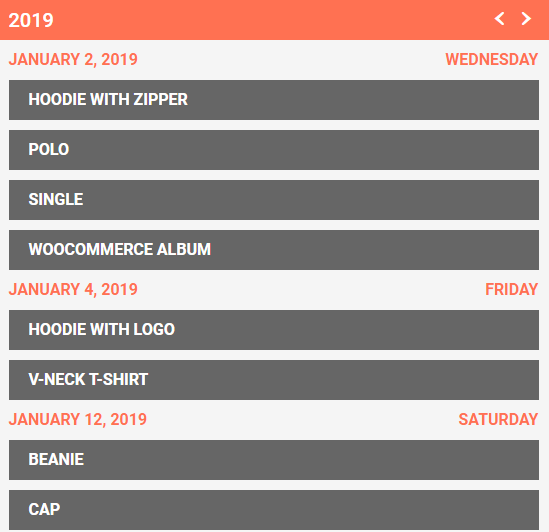 2019
JANUARY 2, 2019 WEDNESDAY
HOODIE WITH ZIPPER
POLO
SINGLE
WOOCOMMERCE ALBUM
JANUARY 4, 2019 FRIDAY
HOODIE WITH LOGO
V-NECK T-SHIRT
JANUARY 12, 2019 SATURDAY
BEANIE
CAP